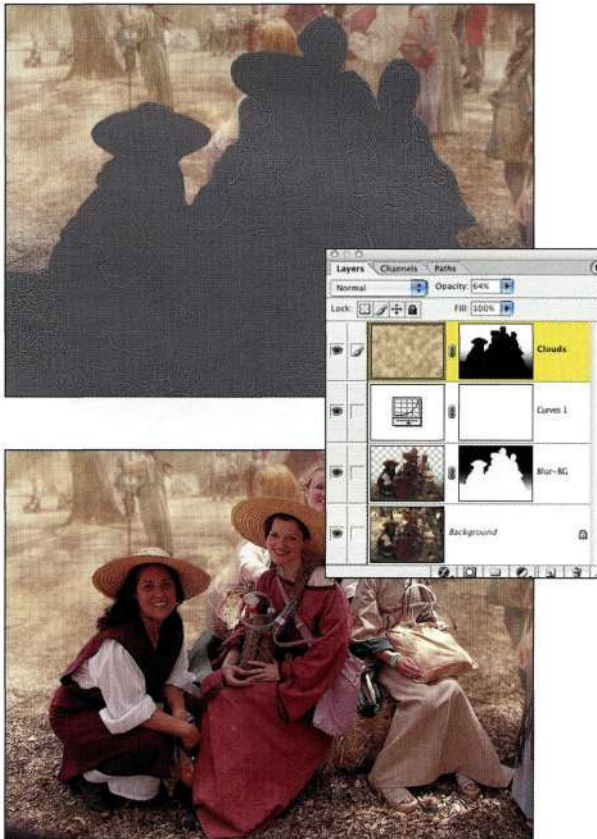 Layers Channels Paths
Normal Opacity: 64%
Lock: Fill: 100%
Clouds
Curves 1
Blur-BG
Background